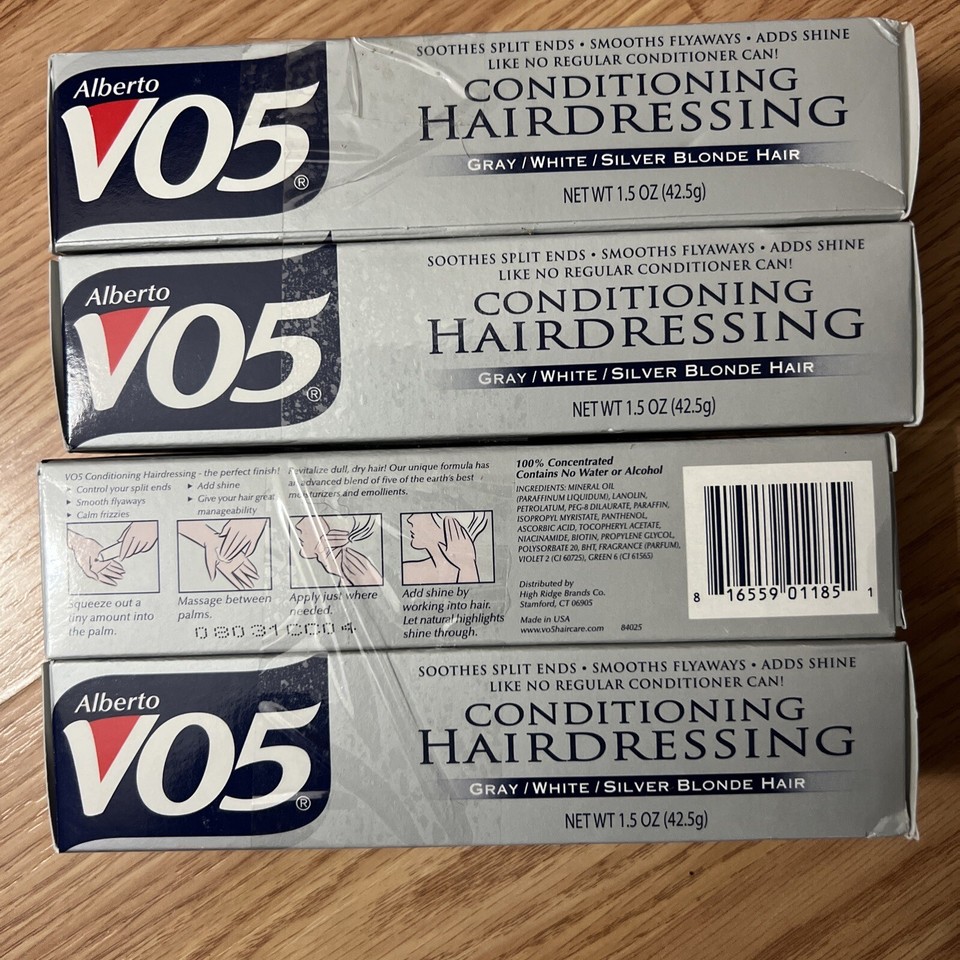 Alberto
VO5®
SOOTHES SPLIT ENDS • SMOOTHS FLYAWAYS • ADDS SHINE
LIKE NO REGULAR CONDITIONER CAN!
CONDITIONING
HAIRDRESSING
GRAY / WHITE / SILVER BLONDE HAIR
NET WT 1.5 OZ (42.5g)
Alberto
VO5®
SOOTHES SPLIT ENDS • SMOOTHS FLYAWAYS • ADDS SHINE
LIKE NO REGULAR CONDITIONER CAN!
CONDITIONING
HAIRDRESSING
GRAY / WHITE / SILVER BLONDE HAIR
NET WT 1.5 OZ (42.5g)
VO5 Conditioning Hairdressing - the perfect finish!
▸ Control your split ends
▸ Smooth flyaways
▸ Calm frizzies
▸ Add shine
▸ Give your hair great
manageability
Revitalize dull, dry hair! Our unique formula has
an advanced blend of five of the earth's best
moisturizers and emollients.
Squeeze out a
tiny amount into
the palm.
Massage between
palms.
Apply just where
needed.
Add shine by
working into hair.
Let natural highlights
shine through.
08031CC04
100% Concentrated
Contains No Water or Alcohol
INGREDIENTS: MINERAL OIL
(PARAFFINUM LIQUIDUM), LANOLIN,
PETROLATUM, PEG-8 DILAURATE, PARAFFIN,
ISOPROPYL MYRISTATE, PANTHENOL,
ASCORBIC ACID, TOCOPHERYL ACETATE,
NIACINAMIDE, BIOTIN, PROPYLENE GLYCOL,
POLYSORBATE 20, BHT, FRAGRANCE (PARFUM),
VIOLET 2 (CI 60725), GREEN 6 (CI 61565)
Distributed by
High Ridge Brands Co.
Stamford, CT 06905
Made in USA
www.vo5haircare.com 84025
8 16559 01185 1
Alberto
VO5®
SOOTHES SPLIT ENDS • SMOOTHS FLYAWAYS • ADDS SHINE
LIKE NO REGULAR CONDITIONER CAN!
CONDITIONING
HAIRDRESSING
GRAY / WHITE / SILVER BLONDE HAIR
NET WT 1.5 OZ (42.5g)